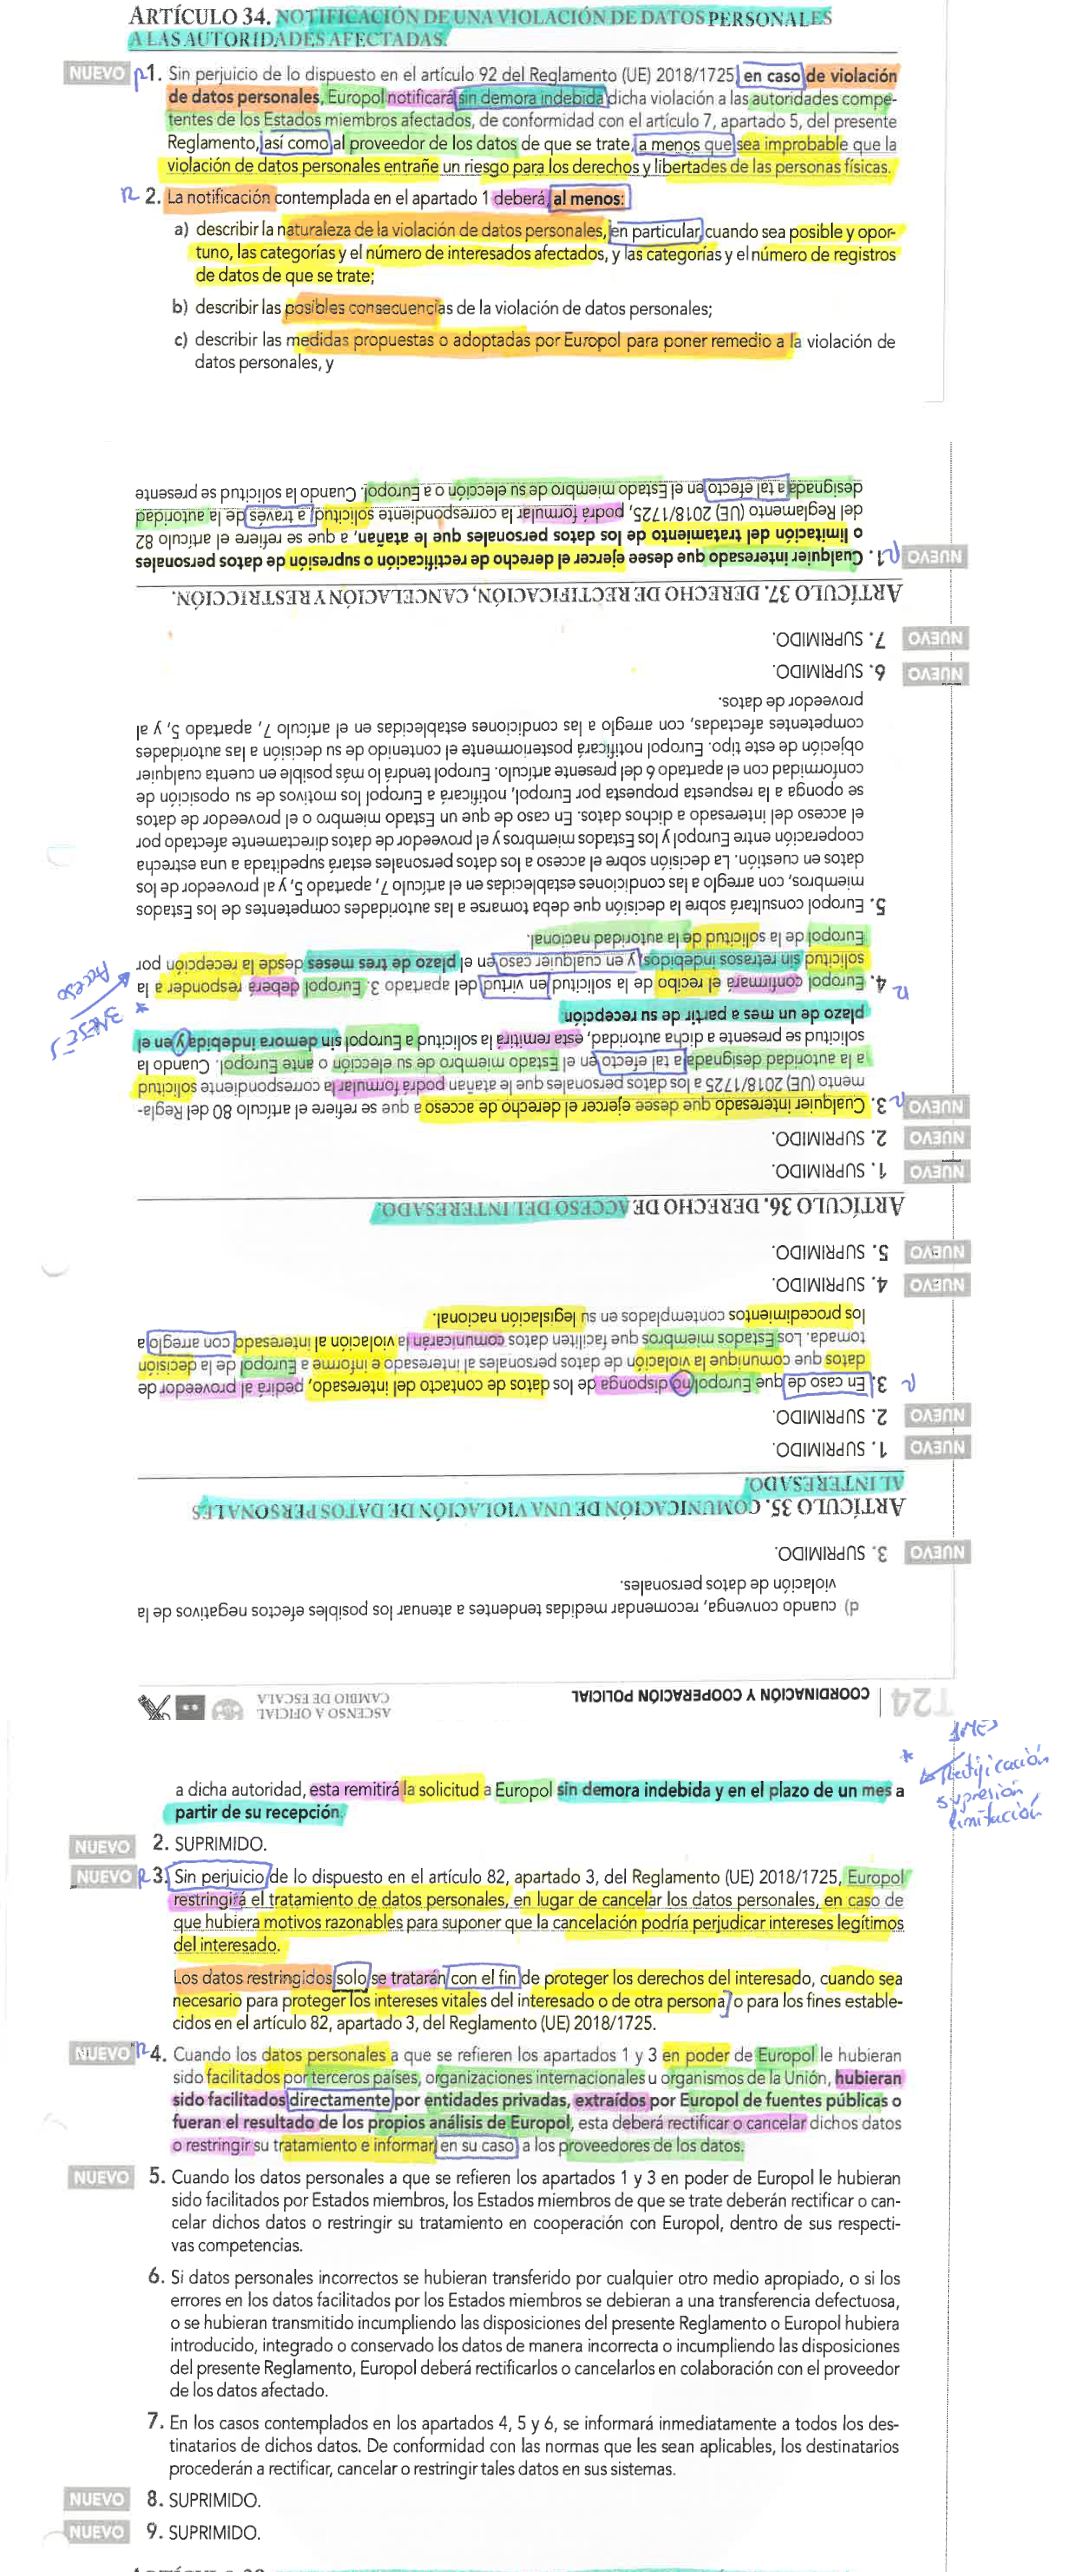 ARTÍCULO 34. NOTIFICACIÓN DE UNA VIOLACIÓN DE DATOS PERSONALES
A LAS AUTORIDADES AFECTADAS.
NUEVO 1. Sin perjuicio de lo dispuesto en el artículo 92 del Reglamento (UE) 2018/1725, en caso de violación
de datos personales, Europol notificará sin demora indebida dicha violación a las autoridades compe-
tentes de los Estados miembros afectados, de conformidad con el artículo 7, apartado 5, del presente
Reglamento, así como al proveedor de los datos de que se trate, a menos que sea improbable que la
violación de datos personales entrañe un riesgo para los derechos y libertades de las personas físicas.
2. La notificación contemplada en el apartado 1 deberá, al menos:
a) describir la naturaleza de la violación de datos personales, en particular, cuando sea posible y opor-
tuno, las categorías y el número de interesados afectados, y las categorías y el número de registros
de datos de que se trate;
b) describir las posibles consecuencias de la violación de datos personales;
c) describir las medidas propuestas o adoptadas por Europol para poner remedio a la violación de
datos personales, y
T24 | COORDINACIÓN Y COOPERACIÓN POLICIAL
ASCENSO A OFICIAL
CAMBIO DE ESCALA
d) cuando convenga, recomendar medidas tendentes a atenuar los posibles efectos negativos de la
violación de datos personales.
NUEVO 3. SUPRIMIDO.
ARTÍCULO 35. COMUNICACIÓN DE UNA VIOLACIÓN DE DATOS PERSONALES
AL INTERESADO.
NUEVO 1. SUPRIMIDO.
NUEVO 2. SUPRIMIDO.
3. En caso de que Europol no disponga de los datos de contacto del interesado, pedirá al proveedor de
datos que comunique la violación de datos personales al interesado e informe a Europol de la decisión
tomada. Los Estados miembros que faciliten datos comunicarán la violación al interesado con arreglo a
los procedimientos contemplados en su legislación nacional.
NUEVO 4. SUPRIMIDO.
NUEVO 5. SUPRIMIDO.
ARTÍCULO 36. DERECHO DE ACCESO DEL INTERESADO.
NUEVO 1. SUPRIMIDO.
NUEVO 2. SUPRIMIDO.
NUEVO 3. Cualquier interesado que desee ejercer el derecho de acceso a que se refiere el artículo 80 del Regla-
mento (UE) 2018/1725 a los datos personales que le atañan podrá formular la correspondiente solicitud
a la autoridad designada a tal efecto en el Estado miembro de su elección o ante Europol. Cuando la
solicitud se presente a dicha autoridad, esta remitirá la solicitud a Europol sin demora indebida y en el
plazo de un mes a partir de su recepción
4. Europol confirmará el recibo de la solicitud en virtud del apartado 3. Europol deberá responder a la
solicitud sin retrasos indebidos, y en cualquier caso en el plazo de tres meses desde la recepción por
Europol de la solicitud de la autoridad nacional.
* 3 MESES
Acceso
5. Europol consultará sobre la decisión que deba tomarse a las autoridades competentes de los Estados
miembros, con arreglo a las condiciones establecidas en el artículo 7, apartado 5, y al proveedor de los
datos en cuestión. La decisión sobre el acceso a los datos personales estará supeditada a una estrecha
cooperación entre Europol y los Estados miembros y el proveedor de datos directamente afectado por
el acceso del interesado a dichos datos. En caso de que un Estado miembro o el proveedor de datos
se oponga a la respuesta propuesta por Europol, notificará a Europol los motivos de su oposición de
conformidad con el apartado 6 del presente artículo. Europol tendrá lo más posible en cuenta cualquier
objeción de este tipo. Europol notificará posteriormente el contenido de su decisión a las autoridades
competentes afectadas, con arreglo a las condiciones establecidas en el artículo 7, apartado 5, y al
proveedor de datos.
NUEVO 6. SUPRIMIDO.
NUEVO 7. SUPRIMIDO.
ARTÍCULO 37. DERECHO DE RECTIFICACIÓN, CANCELACIÓN Y RESTRICCIÓN.
NUEVO 1. Cualquier interesado que desee ejercer el derecho de rectificación o supresión de datos personales
o limitación del tratamiento de los datos personales que le atañan, a que se refiere el artículo 82
del Reglamento (UE) 2018/1725, podrá formular la correspondiente solicitud a través de la autoridad
designada a tal efecto en el Estado miembro de su elección o a Europol. Cuando la solicitud se presente
a dicha autoridad, esta remitirá la solicitud a Europol sin demora indebida y en el plazo de un mes a
partir de su recepción.
* 1 MES
Rectificación
supresión
limitación
NUEVO 2. SUPRIMIDO.
NUEVO 3. Sin perjuicio de lo dispuesto en el artículo 82, apartado 3, del Reglamento (UE) 2018/1725, Europol
restringirá el tratamiento de datos personales, en lugar de cancelar los datos personales, en caso de
que hubiera motivos razonables para suponer que la cancelación podría perjudicar intereses legítimos
del interesado.
Los datos restringidos solo se tratarán con el fin de proteger los derechos del interesado, cuando sea
necesario para proteger los intereses vitales del interesado o de otra persona, o para los fines estable-
cidos en el artículo 82, apartado 3, del Reglamento (UE) 2018/1725.
NUEVO 4. Cuando los datos personales a que se refieren los apartados 1 y 3 en poder de Europol le hubieran
sido facilitados por terceros países, organizaciones internacionales u organismos de la Unión, hubieran
sido facilitados directamente por entidades privadas, extraídos por Europol de fuentes públicas o
fueran el resultado de los propios análisis de Europol, esta deberá rectificar o cancelar dichos datos
o restringir su tratamiento e informar, en su caso, a los proveedores de los datos.
NUEVO 5. Cuando los datos personales a que se refieren los apartados 1 y 3 en poder de Europol le hubieran
sido facilitados por Estados miembros, los Estados miembros de que se trate deberán rectificar o can-
celar dichos datos o restringir su tratamiento en cooperación con Europol, dentro de sus respecti-
vas competencias.
6. Si datos personales incorrectos se hubieran transferido por cualquier otro medio apropiado, o si los
errores en los datos facilitados por los Estados miembros se debieran a una transferencia defectuosa,
o se hubieran transmitido incumpliendo las disposiciones del presente Reglamento o Europol hubiera
introducido, integrado o conservado los datos de manera incorrecta o incumpliendo las disposiciones
del presente Reglamento, Europol deberá rectificarlos o cancelarlos en colaboración con el proveedor
de los datos afectado.
7. En los casos contemplados en los apartados 4, 5 y 6, se informará inmediatamente a todos los des-
tinatarios de dichos datos. De conformidad con las normas que les sean aplicables, los destinatarios
procederán a rectificar, cancelar o restringir tales datos en sus sistemas.
NUEVO 8. SUPRIMIDO.
NUEVO 9. SUPRIMIDO.